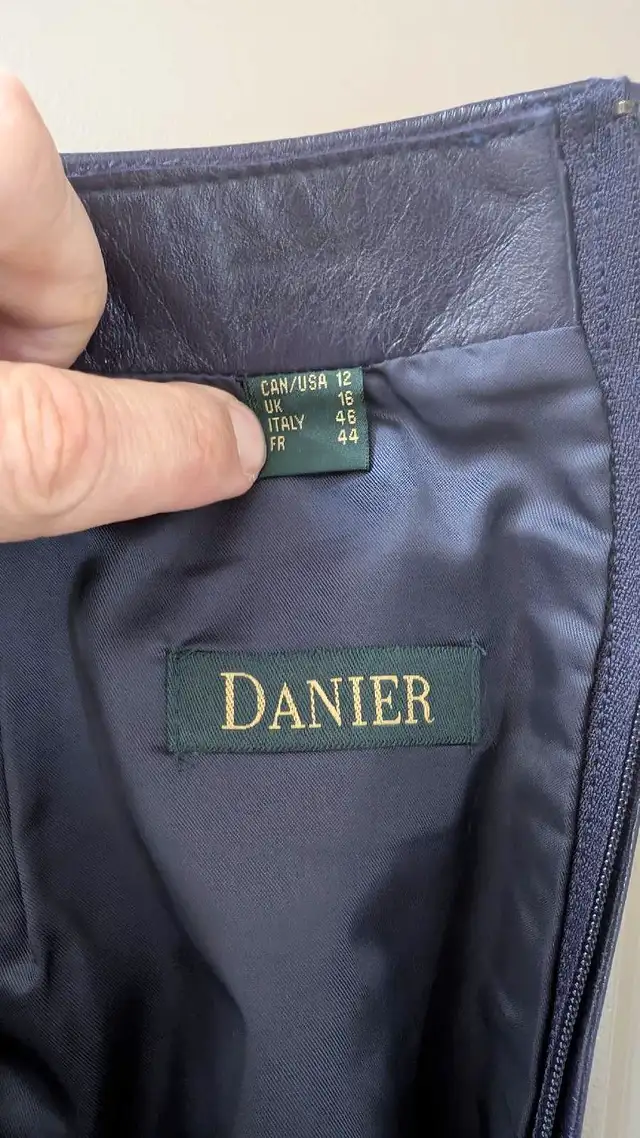 CAN/USA 12
UK 16
ITALY 46
FR 44
DANIER